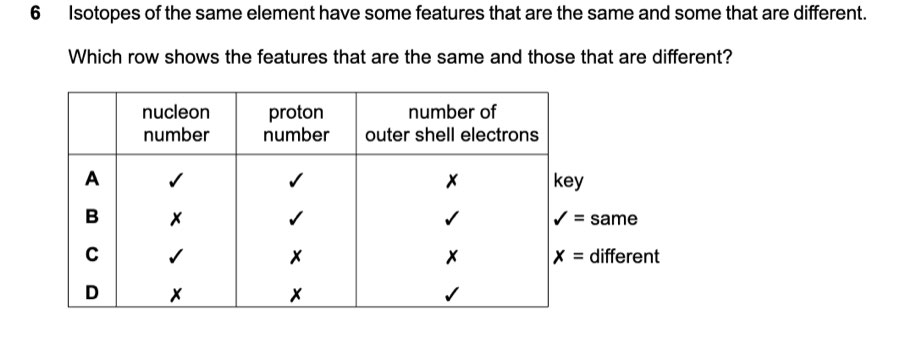 6 Isotopes of the same element have some features that are the same and some that are different.
Which row shows the features that are the same and those that are different?
nucleon number proton number number of outer shell electrons
A ✓ ✓ ✗
B ✗ ✓ ✓
C ✓ ✗ ✗
D ✗ ✗ ✓
key
✓ = same
✗ = different